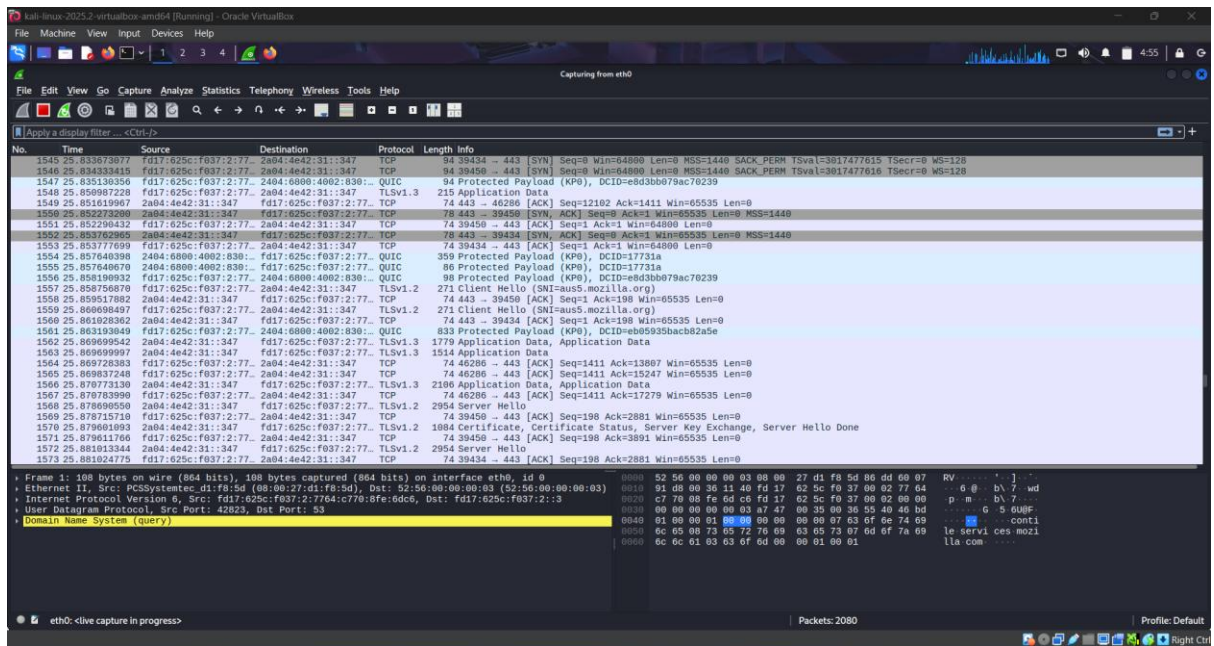 kali-linux-2025.2-virtualbox-amd64 [Running] - Oracle VirtualBox
File Machine View Input Devices Help
1 2 3 4 4:55
Capturing from eth0
File Edit View Go Capture Analyze Statistics Telephony Wireless Tools Help
Apply a display filter … <Ctrl-/>
No. Time Source Destination Protocol Length Info
1545 25.833673077 fd17:625c:f037:2:77… 2a04:4e42:31::347 TCP 94 39434 → 443 [SYN] Seq=0 Win=64800 Len=0 MSS=1440 SACK_PERM TSval=3017477615 TSecr=0 WS=128
1546 25.834333415 fd17:625c:f037:2:77… 2a04:4e42:31::347 TCP 94 39450 → 443 [SYN] Seq=0 Win=64800 Len=0 MSS=1440 SACK_PERM TSval=3017477615 TSecr=0 WS=128
1547 25.835130356 fd17:625c:f037:2:77… 2404:6800:4002:830:… QUIC 94 Protected Payload (KP0), DCID=e8d3bb079ac70239
1548 25.850987228 fd17:625c:f037:2:77… 2a04:4e42:31::347 TLSv1.3 215 Application Data
1549 25.851619967 2a04:4e42:31::347 fd17:625c:f037:2:77… TCP 74 443 → 46286 [ACK] Seq=12102 Ack=1411 Win=65535 Len=0
1550 25.852273200 2a04:4e42:31::347 fd17:625c:f037:2:77… TCP 78 443 → 39450 [SYN, ACK] Seq=0 Ack=1 Win=65535 Len=0 MSS=1440
1551 25.852290432 fd17:625c:f037:2:77… 2a04:4e42:31::347 TCP 74 39450 → 443 [ACK] Seq=1 Ack=1 Win=64800 Len=0
1552 25.853762965 2a04:4e42:31::347 fd17:625c:f037:2:77… TCP 78 443 → 39434 [SYN, ACK] Seq=0 Ack=1 Win=65535 Len=0 MSS=1440
1553 25.853777699 fd17:625c:f037:2:77… 2a04:4e42:31::347 TCP 74 39434 → 443 [ACK] Seq=1 Ack=1 Win=64800 Len=0
1554 25.857640398 2404:6800:4002:830:… fd17:625c:f037:2:77… QUIC 359 Protected Payload (KP0), DCID=17731a
1555 25.857640670 2404:6800:4002:830:… fd17:625c:f037:2:77… QUIC 86 Protected Payload (KP0), DCID=17731a
1556 25.858190932 fd17:625c:f037:2:77… 2404:6800:4002:830:… QUIC 98 Protected Payload (KP0), DCID=e8d3bb079ac70239
1557 25.858756870 fd17:625c:f037:2:77… 2a04:4e42:31::347 TLSv1.2 271 Client Hello (SNI=aus5.mozilla.org)
1558 25.859517882 2a04:4e42:31::347 fd17:625c:f037:2:77… TCP 74 443 → 39450 [ACK] Seq=1 Ack=198 Win=65535 Len=0
1559 25.860698497 fd17:625c:f037:2:77… 2a04:4e42:31::347 TLSv1.2 271 Client Hello (SNI=aus5.mozilla.org)
1560 25.861028362 2a04:4e42:31::347 fd17:625c:f037:2:77… TCP 74 443 → 39434 [ACK] Seq=1 Ack=198 Win=65535 Len=0
1561 25.863193049 fd17:625c:f037:2:77… 2404:6800:4002:830:… QUIC 833 Protected Payload (KP0), DCID=eb05935bacb82a5e
1562 25.869699542 2a04:4e42:31::347 fd17:625c:f037:2:77… TLSv1.3 1779 Application Data, Application Data
1563 25.869699997 2a04:4e42:31::347 fd17:625c:f037:2:77… TLSv1.3 1514 Application Data
1564 25.869728383 fd17:625c:f037:2:77… 2a04:4e42:31::347 TCP 74 46286 → 443 [ACK] Seq=1411 Ack=13807 Win=65535 Len=0
1565 25.869837248 fd17:625c:f037:2:77… 2a04:4e42:31::347 TCP 74 46286 → 443 [ACK] Seq=1411 Ack=15247 Win=65535 Len=0
1566 25.870773130 2a04:4e42:31::347 fd17:625c:f037:2:77… TLSv1.3 2106 Application Data, Application Data
1567 25.870783990 fd17:625c:f037:2:77… 2a04:4e42:31::347 TCP 74 46286 → 443 [ACK] Seq=1411 Ack=17279 Win=65535 Len=0
1568 25.878690550 2a04:4e42:31::347 fd17:625c:f037:2:77… TLSv1.2 2954 Server Hello
1569 25.878715710 fd17:625c:f037:2:77… 2a04:4e42:31::347 TCP 74 39450 → 443 [ACK] Seq=198 Ack=2881 Win=65535 Len=0
1570 25.879601093 2a04:4e42:31::347 fd17:625c:f037:2:77… TLSv1.2 1084 Certificate, Certificate Status, Server Key Exchange, Server Hello Done
1571 25.879611766 fd17:625c:f037:2:77… 2a04:4e42:31::347 TCP 74 39450 → 443 [ACK] Seq=198 Ack=3891 Win=65535 Len=0
1572 25.881013344 2a04:4e42:31::347 fd17:625c:f037:2:77… TLSv1.2 2954 Server Hello
1573 25.881024775 fd17:625c:f037:2:77… 2a04:4e42:31::347 TCP 74 39434 → 443 [ACK] Seq=198 Ack=2881 Win=65535 Len=0
Frame 1: 108 bytes on wire (864 bits), 108 bytes captured (864 bits) on interface eth0, id 0
Ethernet II, Src: PCSSystemtec_d1:f8:5d (08:00:27:d1:f8:5d), Dst: 52:56:00:00:00:03 (52:56:00:00:00:03)
Internet Protocol Version 6, Src: fd17:625c:f037:2:7764:c770:8fe:6dc6, Dst: fd17:625c:f037:2::3
User Datagram Protocol, Src Port: 42823, Dst Port: 53
Domain Name System (query)
0000 52 56 00 00 00 03 08 00 27 d1 f8 5d 86 dd 60 07 RV······ '··]··`·
0010 91 d8 00 36 11 40 fd 17 62 5c f0 37 00 02 77 64 ···6·@·· b\·7··wd
0020 c7 70 08 fe 6d c6 fd 17 62 5c f0 37 00 02 00 00 ·p··m··· b\·7····
0030 00 00 00 00 00 03 a7 47 00 35 00 36 55 40 46 bd ·······G ·5·6U@F·
0040 01 00 00 01 00 00 00 00 00 00 07 63 6f 6e 74 69 ········ ···conti
0050 6c 65 08 73 65 72 76 69 63 65 73 07 6d 6f 7a 69 le·servi ces·mozi
0060 6c 6c 61 03 63 6f 6d 00 00 01 00 01 lla·com· ····
eth0: <live capture in progress> Packets: 2080 Profile: Default
Right Ctrl